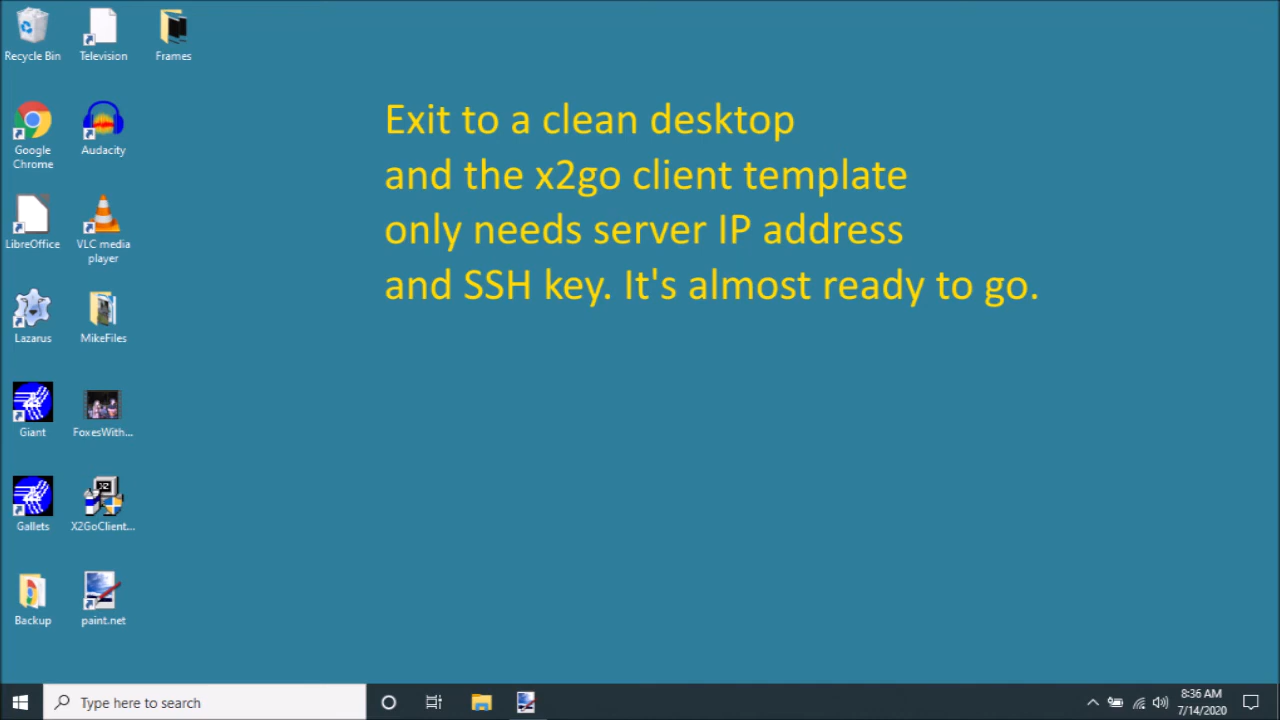 Recycle Bin
Television
Frames
Google
Chrome
Audacity
LibreOffice
VLC media
player
Lazarus
MikeFiles
Giant
FoxesWith...
Gallets
X2GoClient...
Backup
paint.net
Exit to a clean desktop
and the x2go client template
only needs server IP address
and SSH key. It's almost ready to go.
Type here to search
8:36 AM
7/14/2020